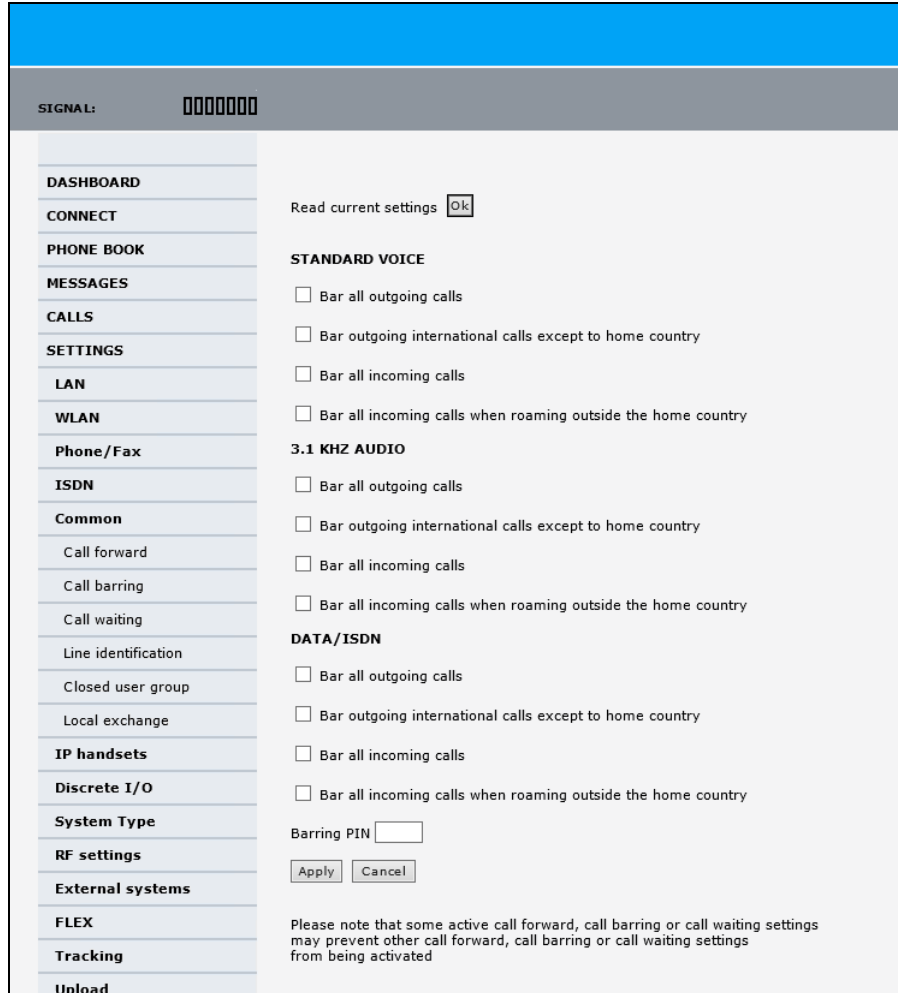 SIGNAL:
DASHBOARD
CONNECT
PHONE BOOK
MESSAGES
CALLS
SETTINGS
LAN
WLAN
Phone/Fax
ISDN
Common
Call forward
Call barring
Call waiting
Line identification
Closed user group
Local exchange
IP handsets
Discrete I/O
System Type
RF settings
External systems
FLEX
Tracking
Upload
Read current settings Ok
STANDARD VOICE
Bar all outgoing calls
Bar outgoing international calls except to home country
Bar all incoming calls
Bar all incoming calls when roaming outside the home country
3.1 KHZ AUDIO
Bar all outgoing calls
Bar outgoing international calls except to home country
Bar all incoming calls
Bar all incoming calls when roaming outside the home country
DATA/ISDN
Bar all outgoing calls
Bar outgoing international calls except to home country
Bar all incoming calls
Bar all incoming calls when roaming outside the home country
Barring PIN
Apply Cancel
Please note that some active call forward, call barring or call waiting settings
may prevent other call forward, call barring or call waiting settings
from being activated